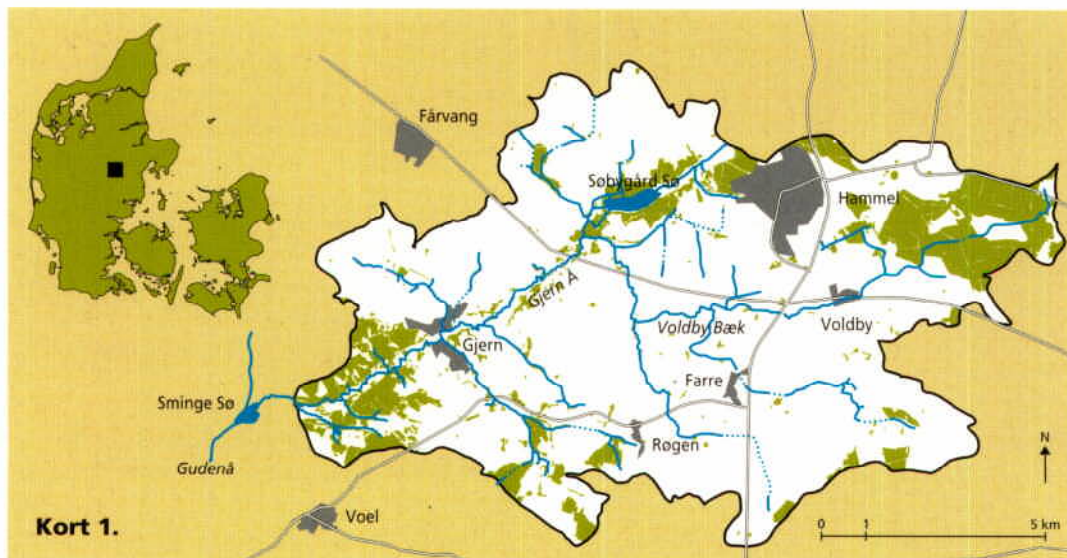 Fårvang
Søbygård Sø
Hammel
Gjern Å
Voldby Bæk
Voldby
Gjern
Farre
Sminge Sø
Røgen
Gudenå
N
Voel
Kort 1.
0 1 5 km